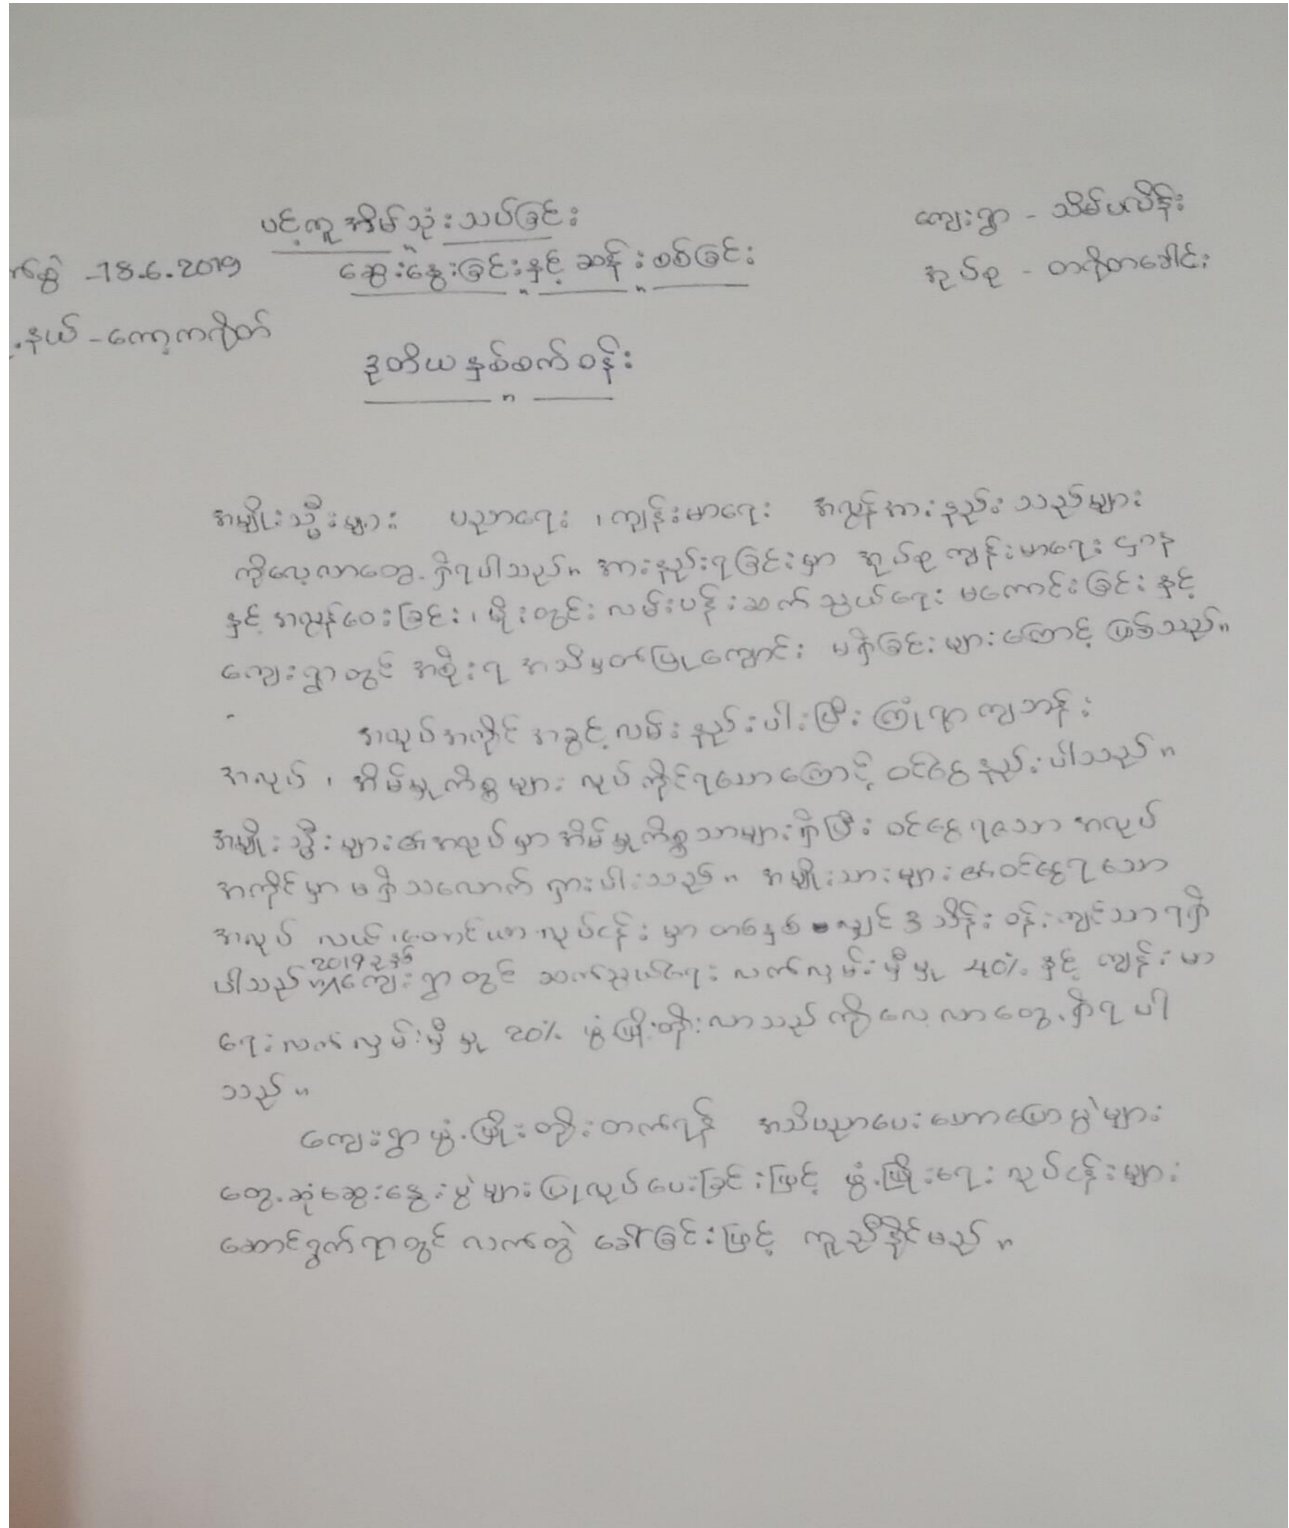 ပင့်ကူအိမ်သုံးသပ်ခြင်း
ကျေးရွာ - သိမ်ပလိန်း
က်စွဲ -18.6.2019
ဆွေးနွေးခြင်းနှင့် ဆန်းစစ်ခြင်း
အုပ်စု - တလိုတခေါင်း
နယ် - ကော့ကရိတ်
ဒုတိယနှစ်စက်ဝန်း
အမျိုးသ္မီးများ ပညာရေး ၊ ကျန်းမာရေး အလွန်အားနည်းသည်များ
ကိုလေ့လာတွေ့ရှိရပါသည်။ အားနည်းရခြင်းမှာ အုပ်စုကျန်းမာရေးဌာန
နှင့် အလွန်ဝေးခြင်း၊ မိုးတွင်း လမ်းပန်းဆက်သွယ်ရေး မကောင်းခြင်းနှင့်
ကျေးရွာတွင် အစိုးရ အသိမှတ်ပြုကျောင်း မရှိခြင်းများကြောင့် ဖြစ်သည်။
အလုပ်အကိုင် အခွင့်လမ်းနည်းပါးပြီး ကြုံရာကျဘန်း
အလုပ် ၊ အိမ်မှုကိစ္စများ လုပ်ကိုင်ရသောကြောင့် ဝင်ငွေနည်းပါသည်။
အမျိုးသ္မီးများ၏အလုပ်မှာအိမ်မှုကိစ္စသာများရှိပြီး ဝင်ငွေရသော အလုပ်
အကိုင်မှာ မရှိသလောက် ရှားပါးသည်။ အမျိုးသားများ၏ဝင်ငွေရသော
အလုပ် လယ်၊တောင်ယာလုပ်ငန်းမှာ တနှစ်လျှင် ၃သိန်းဝန်းကျင်သာရရှိ
2019ခုနှစ်
ပါသည်။ ကျေးရွာတွင် ဆက်သွယ်ရေး လက်လှမ်းမှီမှု 40% နှင့် ကျန်းမာ
ရေးလက်လှမ်းမှီမှု 20% ဖွံ့ဖြိုးတိုးလာသည်ကိုလေ့လာတွေ့ရှိရပါ
သည်။
ကျေးရွာဖွံ့ဖြိုးတိုးတက်ရန် အသိပညာပေးဟောပြောပွဲများ
တွေ့ဆုံဆွေးနွေးပွဲများပြုလုပ်ပေးခြင်းဖြင့် ဖွံ့ဖြိုးရေးလုပ်ငန်းများ
ဆောင်ရွက်ရာတွင် လက်တွဲ ခေါ်ခြင်းဖြင့် ကူညီနိုင်မည်။